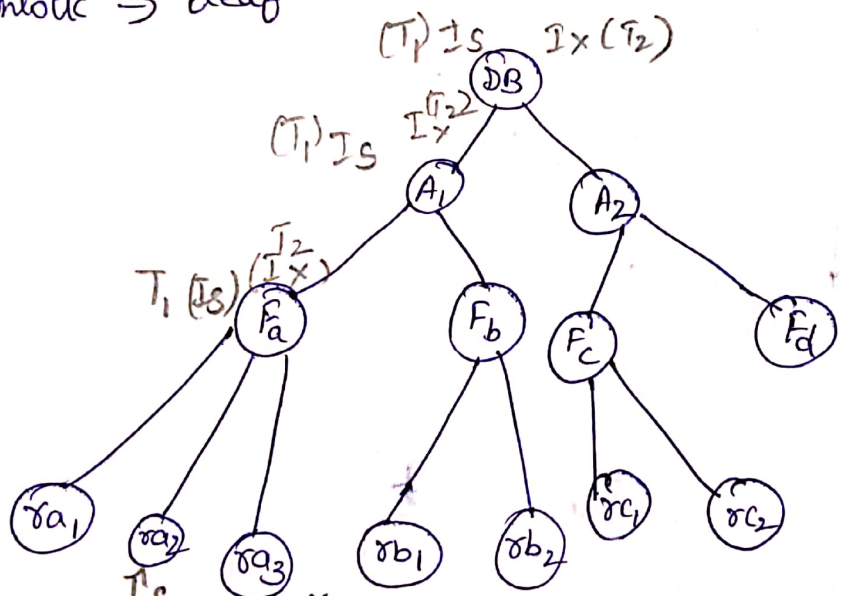 (T₁) IS IX (T₂)
DB
(T₁) IS IX (T₂)
A₁ A₂
T₁ (IS) T₂ (IX)
Fa Fb Fc Fd
ra₁ ra₂ ra₃ rb₁ rb₂ rc₁ rc₂